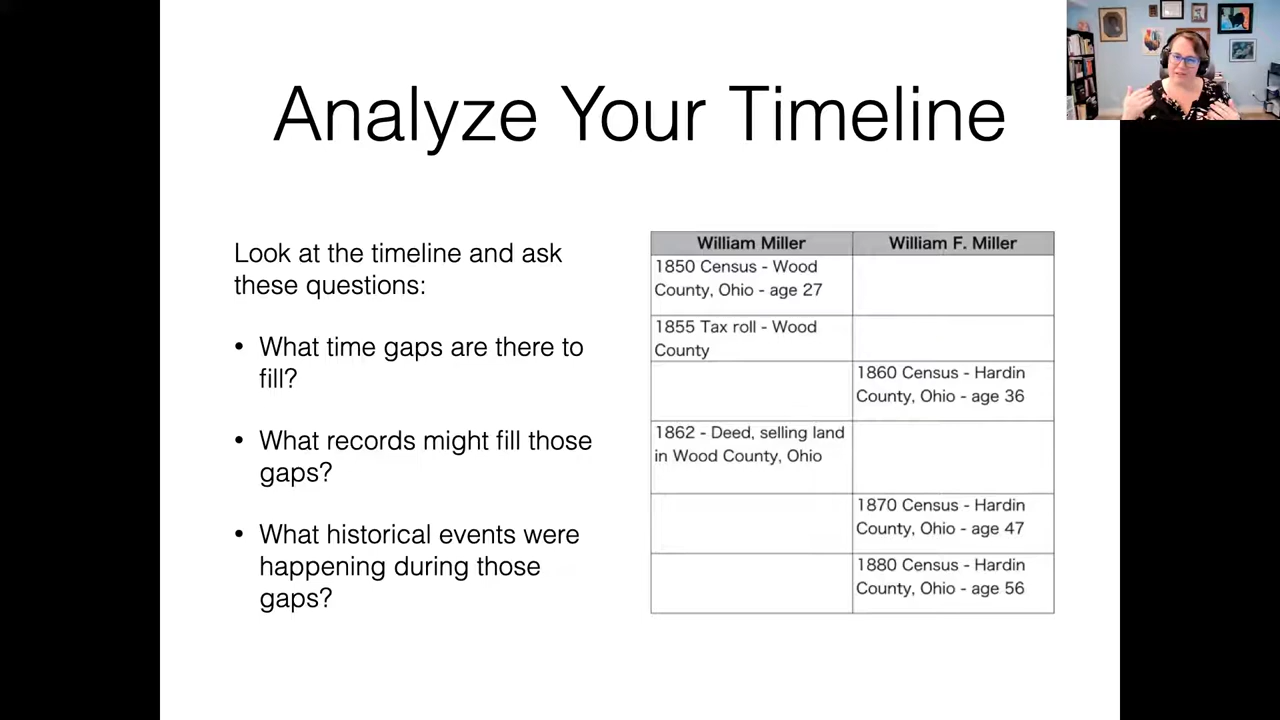 Analyze Your Timeline
Look at the timeline and ask
these questions:
• What time gaps are there to
fill?
• What records might fill those
gaps?
• What historical events were
happening during those
gaps?
William Miller
William F. Miller
1850 Census - Wood
County, Ohio - age 27
1855 Tax roll - Wood
County
1860 Census - Hardin
County, Ohio - age 36
1862 - Deed, selling land
in Wood County, Ohio
1870 Census - Hardin
County, Ohio - age 47
1880 Census - Hardin
County, Ohio - age 56